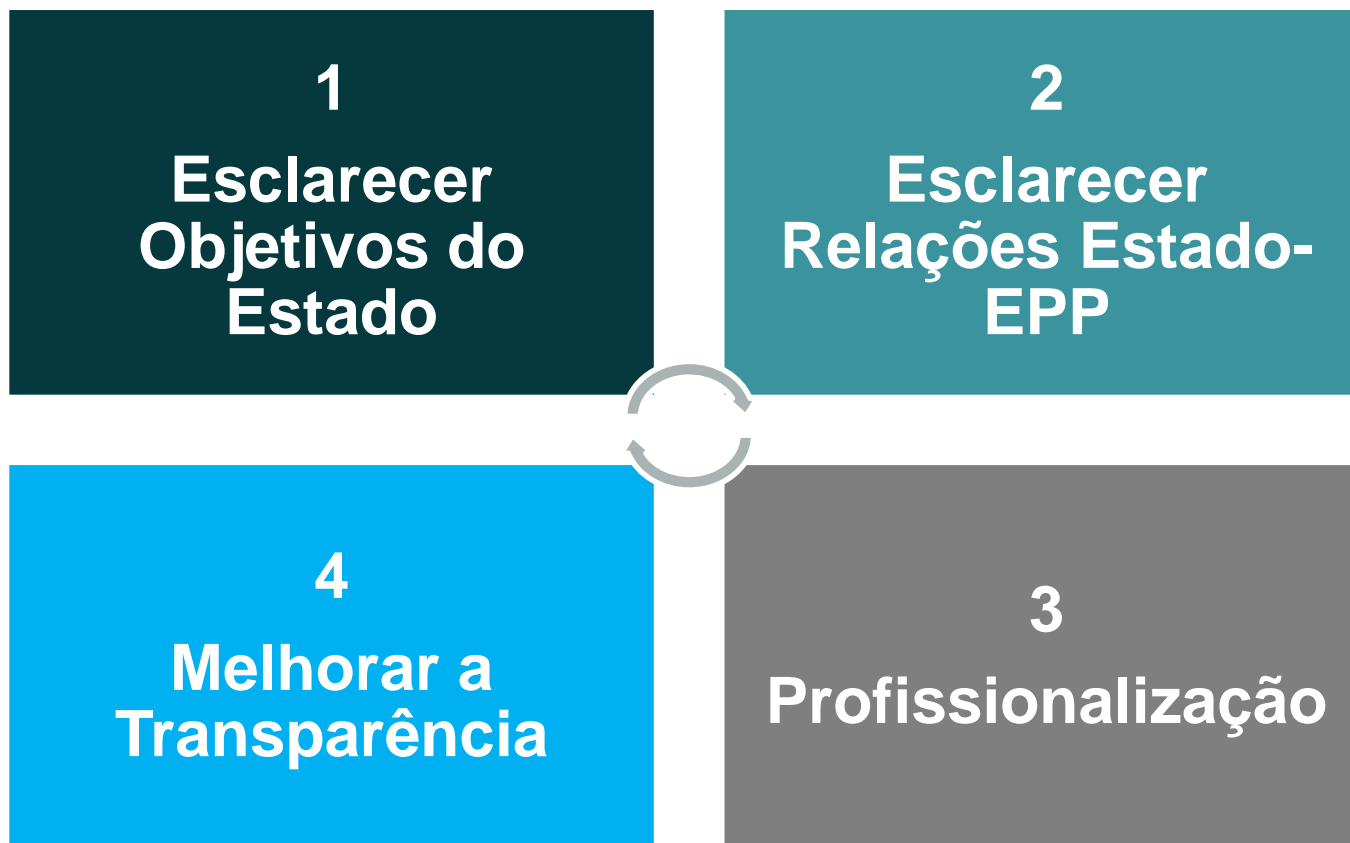 1
Esclarecer
Objetivos do
Estado
2
Esclarecer
Relações Estado-
EPP
4
Melhorar a
Transparência
3
Profissionalização